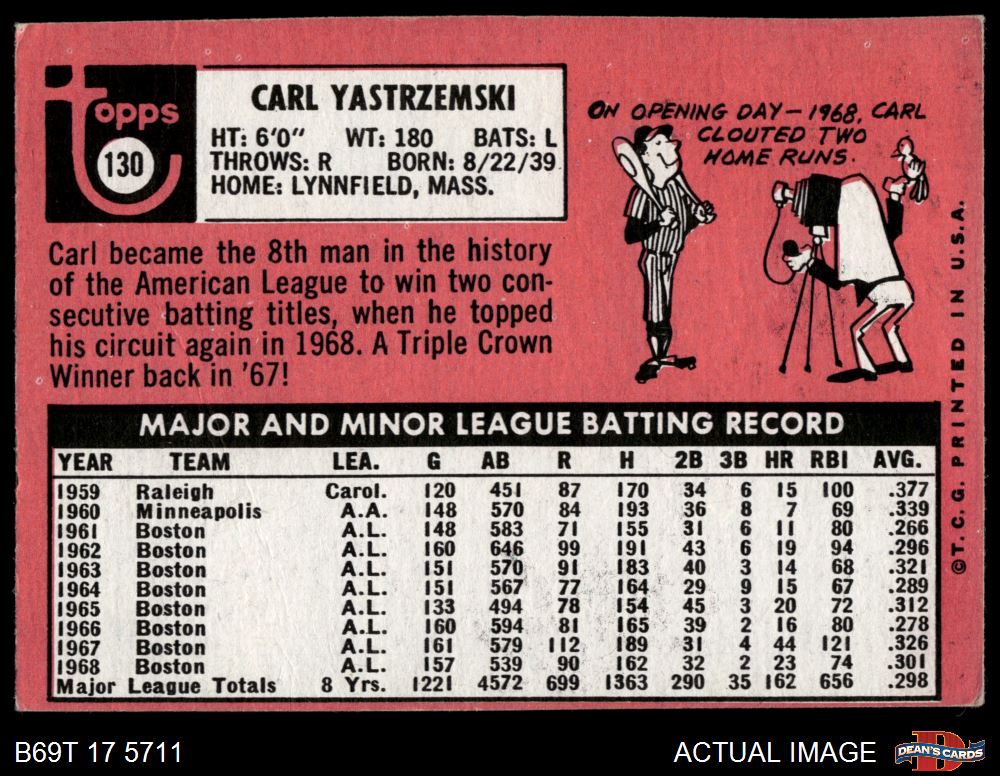 topps
130
CARL YASTRZEMSKI
HT: 6'0" WT: 180 BATS: L
THROWS: R BORN: 8/22/39
HOME: LYNNFIELD, MASS.
ON OPENING DAY—1968, CARL
CLOUTED TWO
HOME RUNS.
Carl became the 8th man in the history
of the American League to win two con-
secutive batting titles, when he topped
his circuit again in 1968. A Triple Crown
Winner back in '67!
MAJOR AND MINOR LEAGUE BATTING RECORD
YEAR TEAM LEA. G AB R H 2B 3B HR RBI AVG.
1959 Raleigh Carol. 120 451 87 170 34 6 15 100 .377
1960 Minneapolis A.A. 148 570 84 193 36 8 7 69 .339
1961 Boston A.L. 148 583 71 155 31 6 11 80 .266
1962 Boston A.L. 160 646 99 191 43 6 19 94 .296
1963 Boston A.L. 151 570 91 183 40 3 14 68 .321
1964 Boston A.L. 151 567 77 164 29 9 15 67 .289
1965 Boston A.L. 133 494 78 154 45 3 20 72 .312
1966 Boston A.L. 160 594 81 165 39 2 16 80 .278
1967 Boston A.L. 161 579 112 189 31 4 44 121 .326
1968 Boston A.L. 157 539 90 162 32 2 23 74 .301
Major League Totals 8 Yrs. 1221 4572 699 1363 290 35 162 656 .298
©T.C.G. PRINTED IN U.S.A.
B69T 17 5711
ACTUAL IMAGE
DEAN'S CARDS